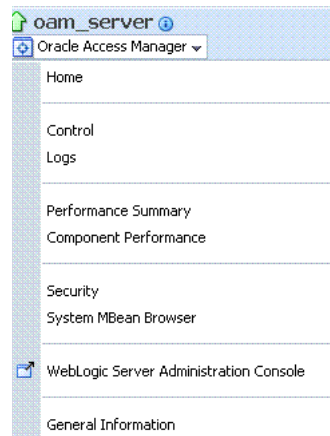 oam_server
Oracle Access Manager
Home
Control
Logs
Performance Summary
Component Performance
Security
System MBean Browser
WebLogic Server Administration Console
General Information